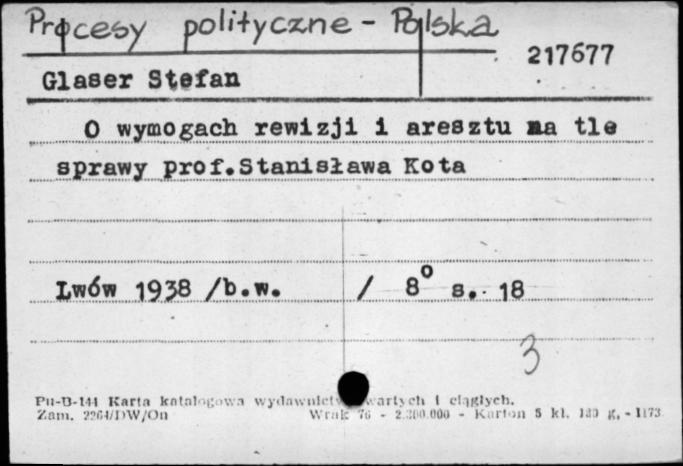 Procesy polityczne - Polska
217677
Glaser Stefan
O wymogach rewizji i aresztu na tle
sprawy prof.Stanisława Kota
Lwów 1938 /b.w. / 8° s. 18
3
Pu-B-144 Karta katalogowa wydawnictw zwartych i ciągłych.
Zam. 2264/DW/On Wrak 76 - 2.300.000 - Karton 5 kl. g. - 1173